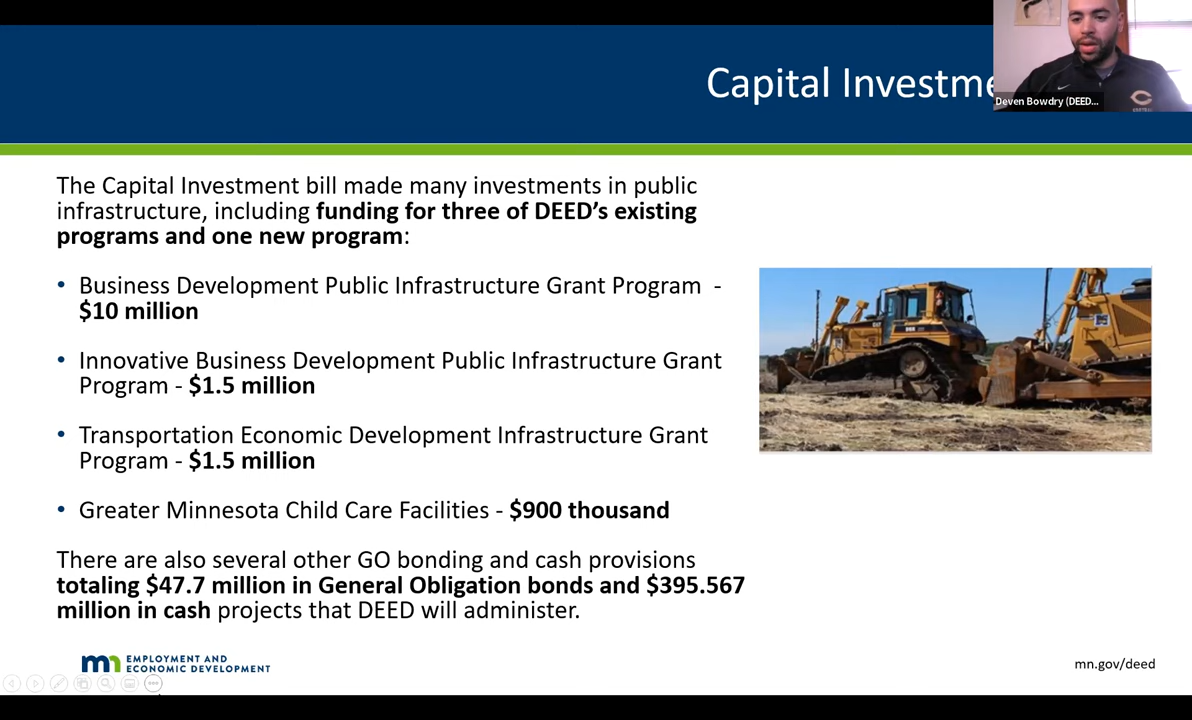 Capital Investme
Deven Bowdry (DEED...
The Capital Investment bill made many investments in public
infrastructure, including funding for three of DEED’s existing
programs and one new program:
• Business Development Public Infrastructure Grant Program -
$10 million
• Innovative Business Development Public Infrastructure Grant
Program - $1.5 million
• Transportation Economic Development Infrastructure Grant
Program - $1.5 million
• Greater Minnesota Child Care Facilities - $900 thousand
There are also several other GO bonding and cash provisions
totaling $47.7 million in General Obligation bonds and $395.567
million in cash projects that DEED will administer.
mn EMPLOYMENT AND
ECONOMIC DEVELOPMENT
mn.gov/deed